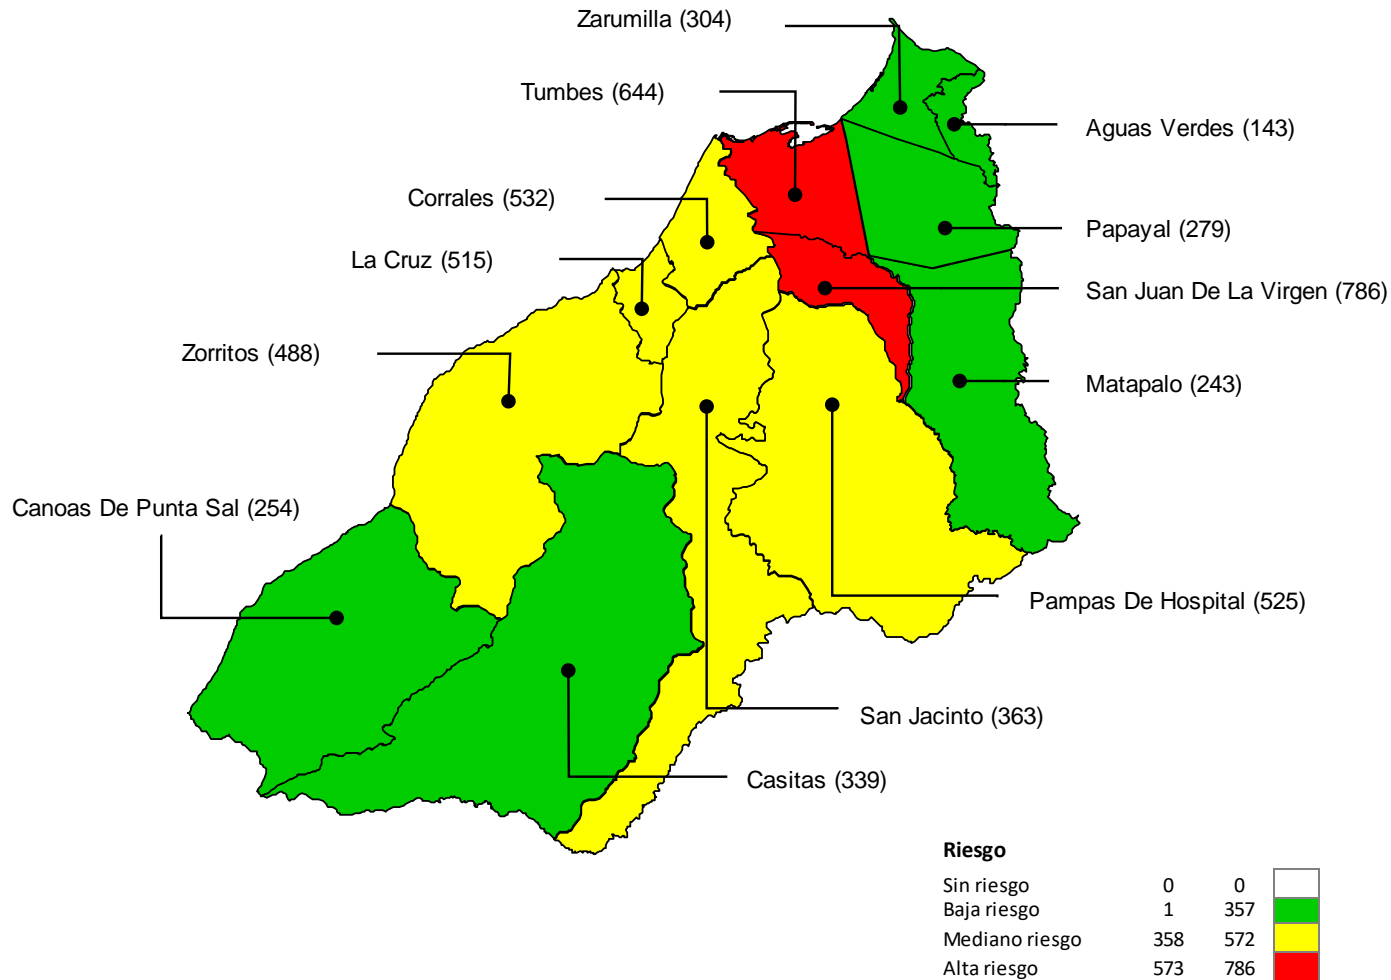 Zarumilla (304)
Tumbes (644)
Aguas Verdes (143)
Corrales (532)
Papayal (279)
La Cruz (515)
San Juan De La Virgen (786)
Zorritos (488)
Matapalo (243)
Canoas De Punta Sal (254)
Pampas De Hospital (525)
San Jacinto (363)
Casitas (339)
Riesgo
Sin riesgo 0 0
Baja riesgo 1 357
Mediano riesgo 358 572
Alta riesgo 573 786